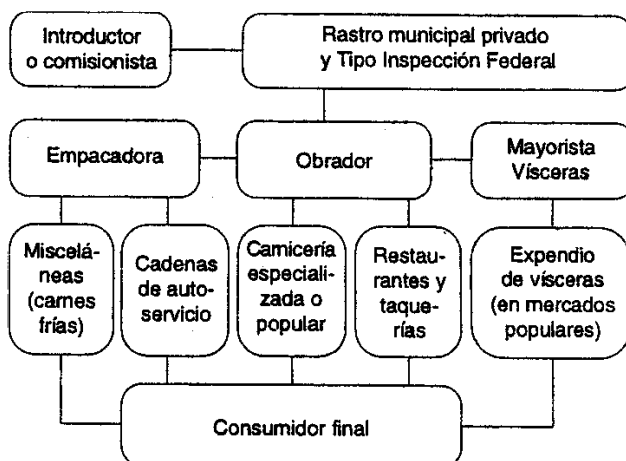 Introductor
o comisionista
Rastro municipal privado
y Tipo Inspección Federal
Empacadora
Obrador
Mayorista
Vísceras
Miscelá-
neas
(carnes
frías)
Cadenas
de auto-
servicio
Carnicería
especiali-
zada o
popular
Restau-
rantes y
taque-
rías
Expendio
de vísceras
(en mercados
populares)
Consumidor final